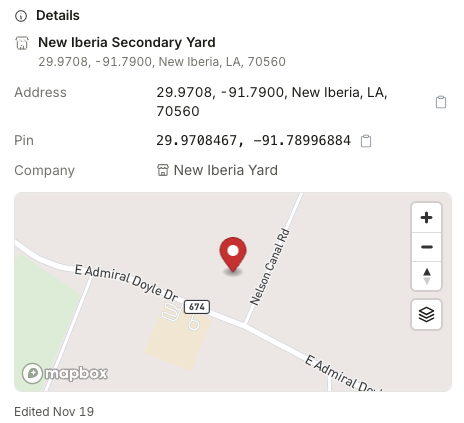 Details
New Iberia Secondary Yard
29.9708, -91.7900, New Iberia, LA, 70560
Address
29.9708, -91.7900, New Iberia, LA,
70560
Pin
29.9708467, -91.78996884
Company
New Iberia Yard
E Admiral Doyle Dr
674
Nelson Canal Rd
E Admiral Doyle
mapbox
Edited Nov 19